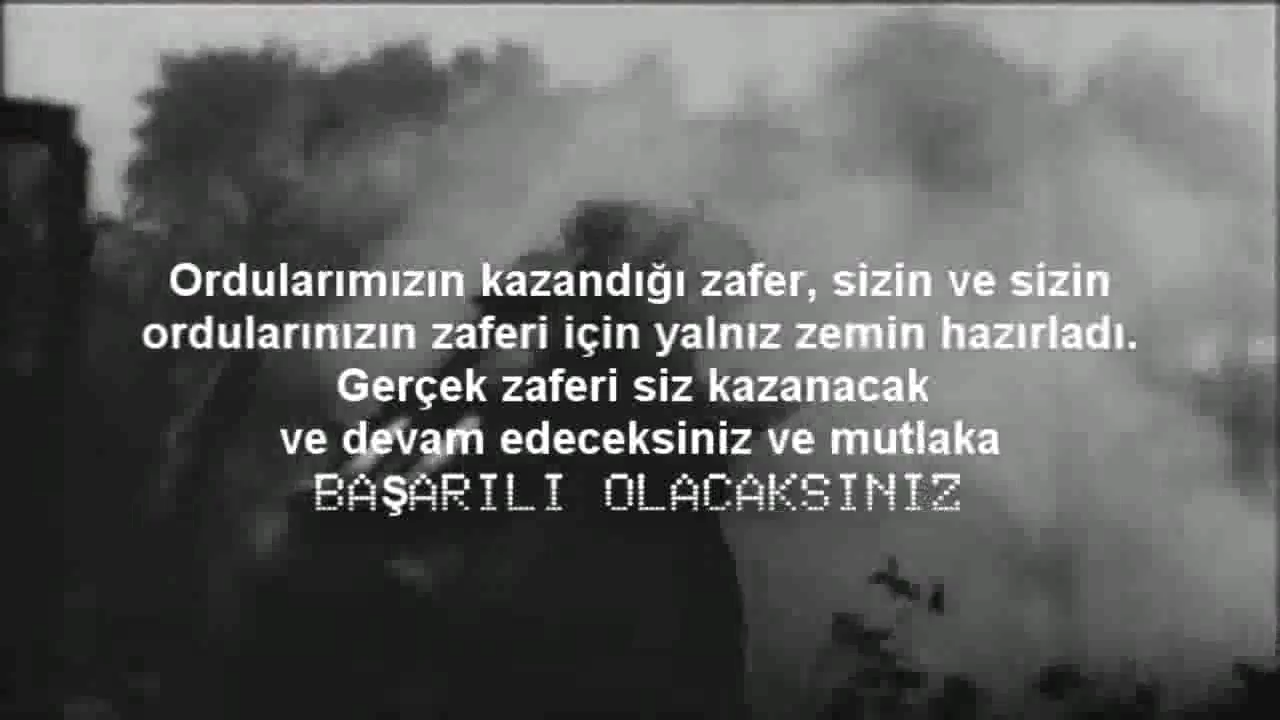 Ordularımızın kazandığı zafer, sizin ve sizin
ordularınızın zaferi için yalnız zemin hazırladı.
Gerçek zaferi siz kazanacak
ve devam edeceksiniz ve mutlaka
BAŞARILI OLACAKSINIZ